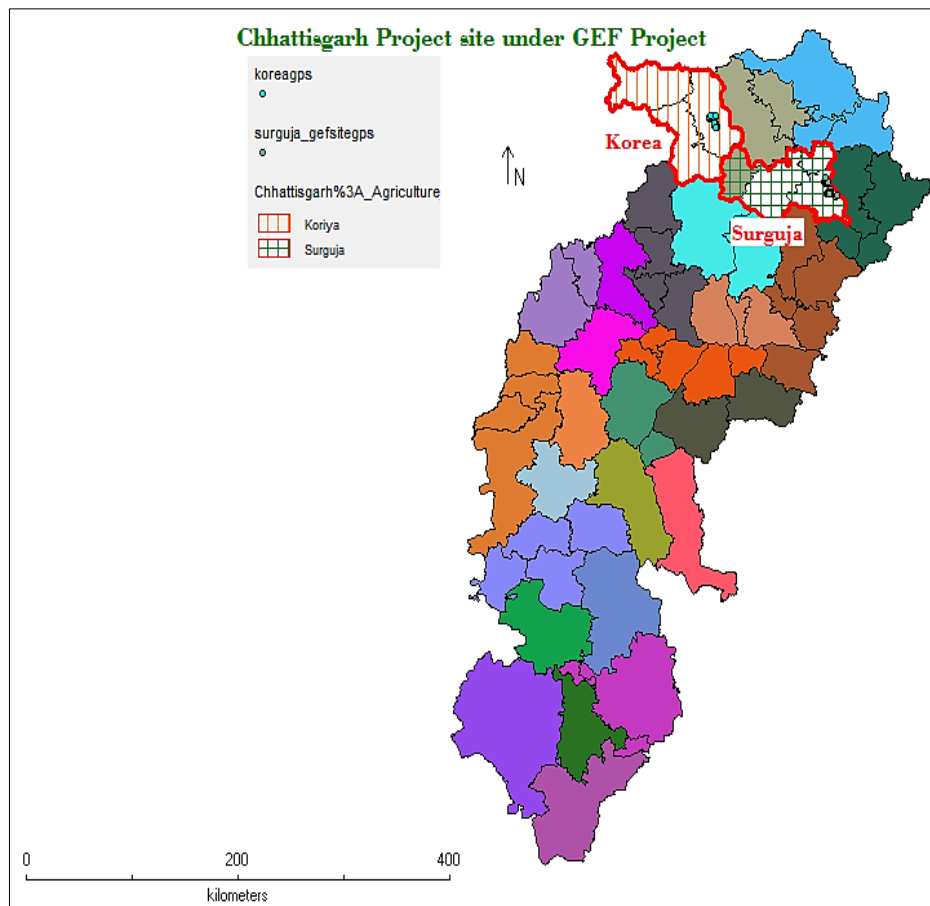 Chhattisgarh Project site under GEF Project
koreagps
surguja_gefsitegps
Chhattisgarh%3A_Agriculture
Koriya
Surguja
Korea
N
Surguja
0 200 400
kilometers